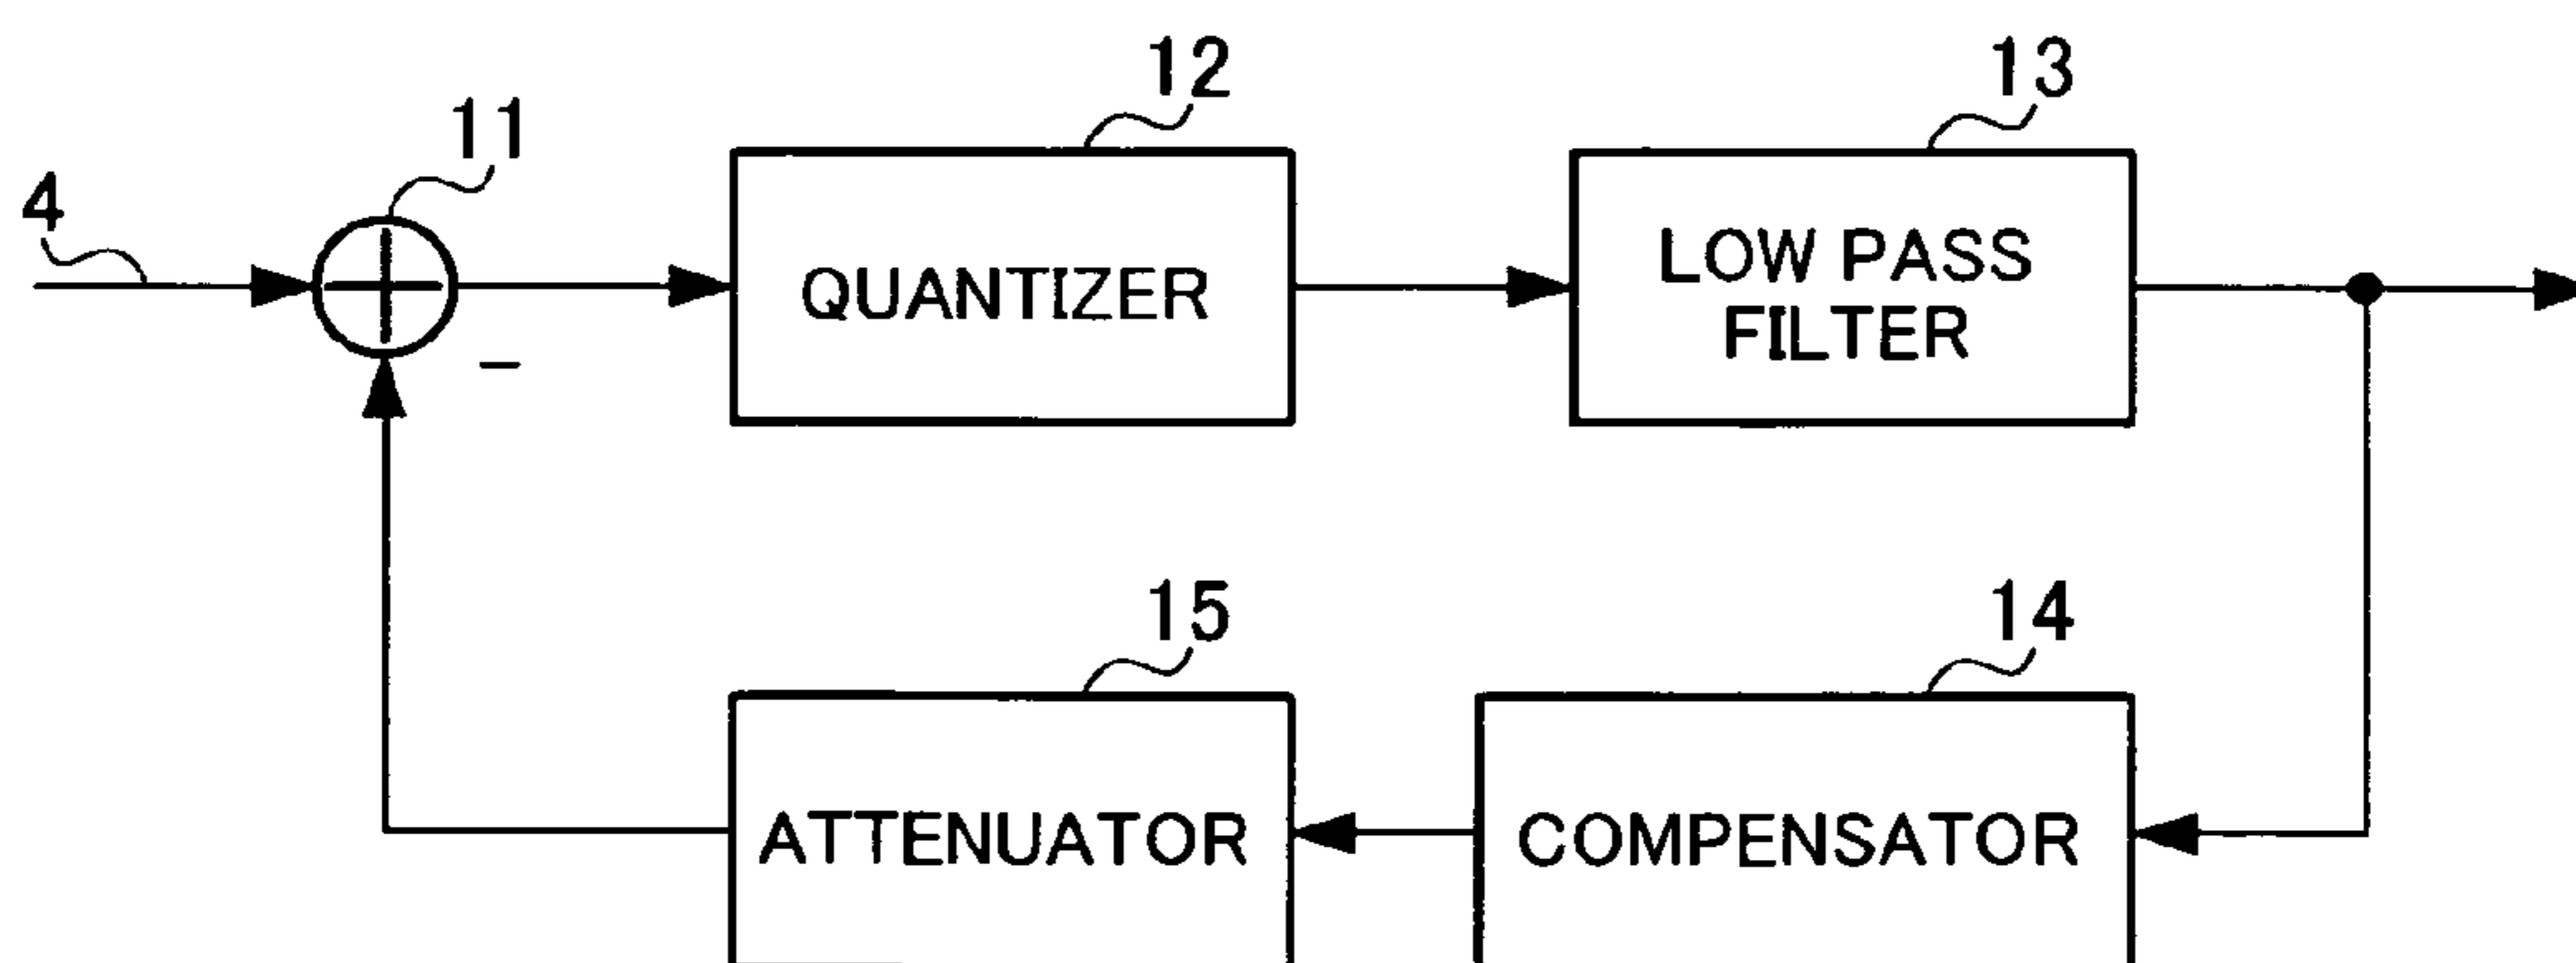 12
13
11
4
QUANTIZER
LOW PASS
FILTER
–
15
14
ATTENUATOR
COMPENSATOR